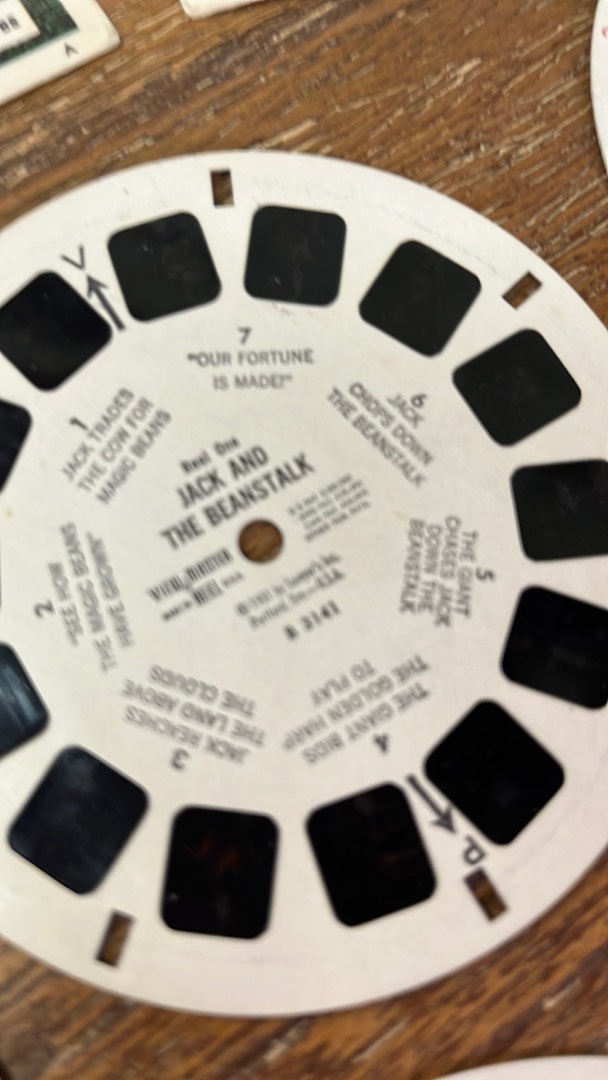 Reel One
JACK AND
THE BEANSTALK
VIEW-MASTER
REEL
B 3141
1
JACK TRADES
THE COW FOR
MAGIC BEANS
2
"SEE HOW
THE MAGIC BEANS
HAVE GROWN"
3
JACK REACHES
THE LAND ABOVE
THE CLOUDS
4
THE GIANT BIDS
THE GOLDEN HARP
TO PLAY
5
THE GIANT
CHASES JACK
DOWN THE
BEANSTALK
6
JACK
CHOPS DOWN
THE BEANSTALK
7
"OUR FORTUNE
IS MADE!"
V
P
A